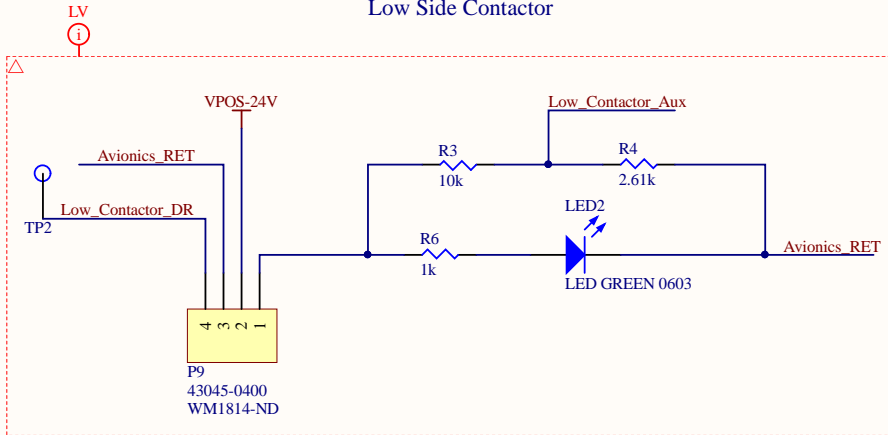 Low Side Contactor
LV
i
VPOS-24V
Low_Contactor_Aux
Avionics_RET
R3
10k
R4
2.61k
TP2
Low_Contactor_DR
LED2
R6
1k
Avionics_RET
LED GREEN 0603
4 3 2 1
P9
43045-0400
WM1814-ND